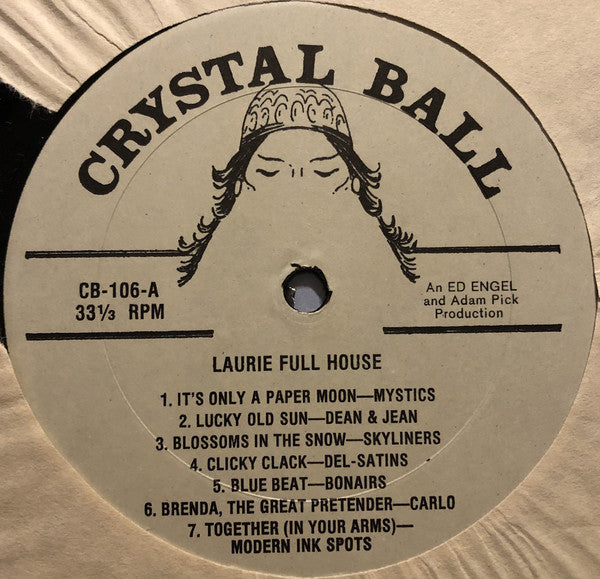 CRYSTAL BALL
CB-106-A
33⅓ RPM
An ED ENGEL
and Adam Pick
Production
LAURIE FULL HOUSE
1. IT'S ONLY A PAPER MOON—MYSTICS
2. LUCKY OLD SUN—DEAN & JEAN
3. BLOSSOMS IN THE SNOW—SKYLINERS
4. CLICKY CLACK—DEL-SATINS
5. BLUE BEAT—BONAIRS
6. BRENDA, THE GREAT PRETENDER—CARLO
7. TOGETHER (IN YOUR ARMS)—
MODERN INK SPOTS